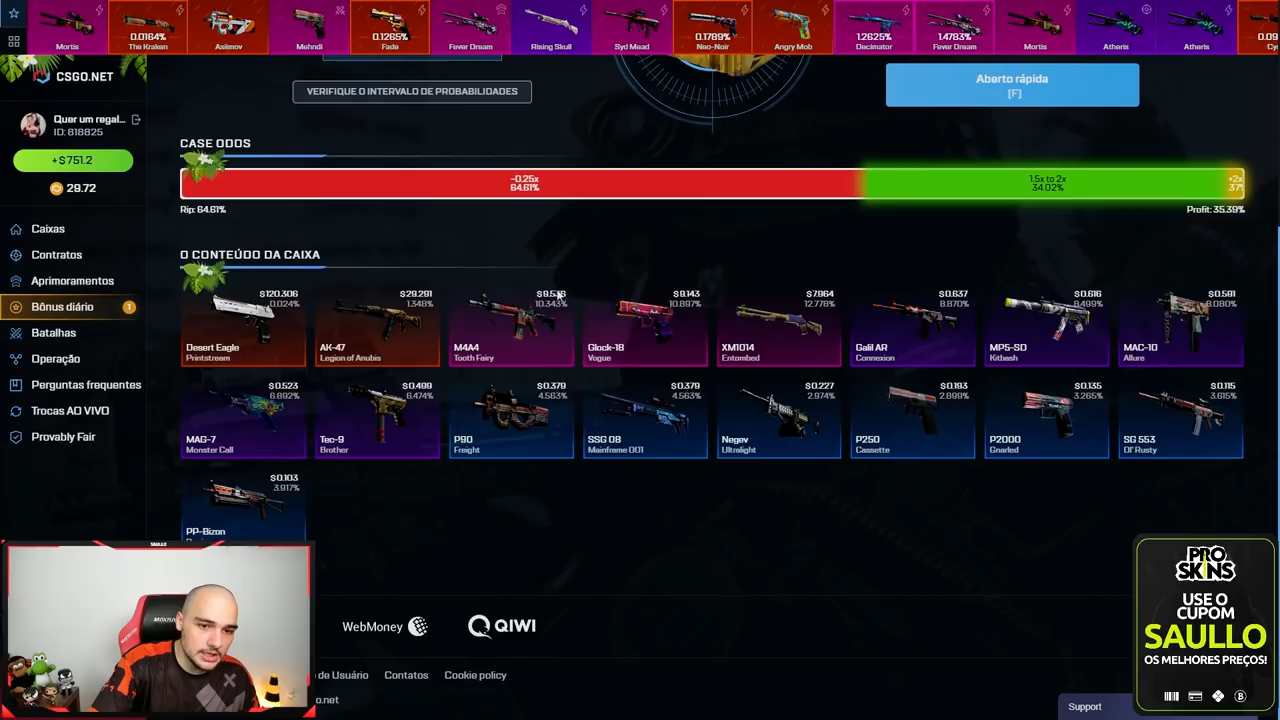 Mortis
0.0164%
The Kraken
Asiimov
Mehndi
0.1265%
Fade
Fever Dream
Rising Skull
Syd Mead
0.1789%
Neo-Noir
Angry Mob
1.2625%
Decimator
1.4783%
Fever Dream
Mortis
Atheris
Atheris
CSGO.NET
Quer um regal...
ID: 818825
+$751.2
29.72
Caixas
Contratos
Aprimoramentos
Bônus diário
1
Batalhas
Operação
Perguntas frequentes
Trocas AO VIVO
Provably Fair
VERIFIQUE O INTERVALO DE PROBABILIDADES
Aberto rápida
[F]
CASE ODDS
~0.25x
64.61%
1.5x to 2x
34.02%
+2x
Rip: 64.61%
Profit: 35.39%
O CONTEÚDO DA CAIXA
$120.306
0.024%
Desert Eagle
Printstream
$29.291
1.348%
AK-47
Legion of Anubis
10.343%
M4A4
Tooth Fairy
$9.143
10.897%
Glock-18
Vogue
$7.964
12.778%
XM1014
Entombed
$0.637
8.870%
Galil AR
Connexion
$0.616
8.499%
MP5-SD
Kitbash
$0.591
8.080%
MAC-10
Allure
$0.523
6.892%
MAG-7
Monster Call
$0.499
6.474%
Tec-9
Brother
$0.379
4.563%
P90
Freight
$0.379
4.563%
SSG 08
Mainframe 001
$0.227
2.974%
Negev
Ultralight
$0.193
2.899%
P250
Cassette
$0.135
3.265%
P2000
Gnarled
$0.115
3.615%
SG 553
Ol' Rusty
$0.103
3.917%
PP-Bizon
SAULLO
WebMoney
QIWI
de Usuário
Contatos
Cookie policy
Support
PRO
SKINS
USE O
CUPOM
SAULLO
OS MELHORES PREÇOS!